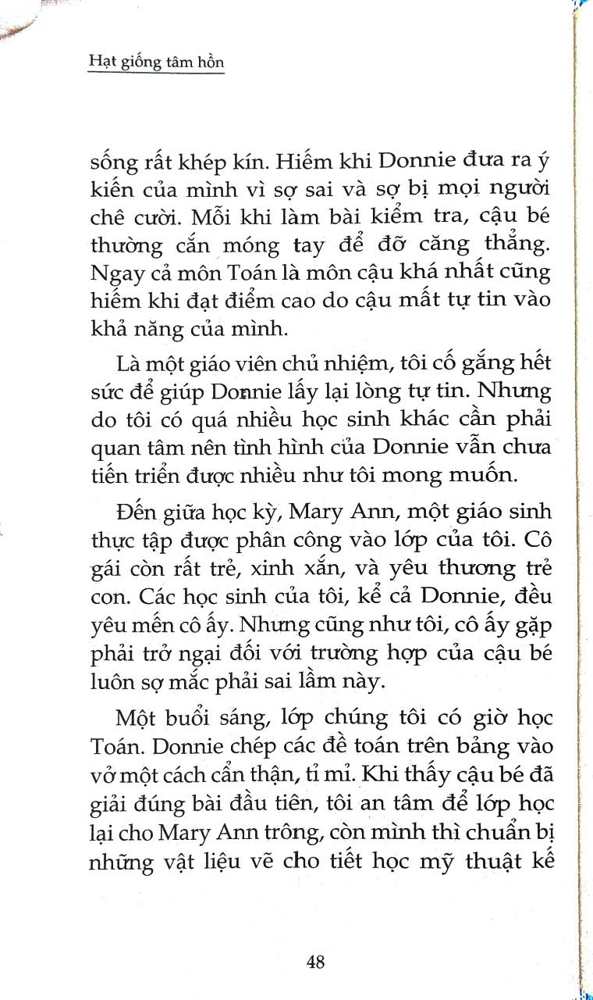 Hạt giống tâm hồn
sống rất khép kín. Hiếm khi Donnie đưa ra ý
kiến của mình vì sợ sai và sợ bị mọi người
chê cười. Mỗi khi làm bài kiểm tra, cậu bé
thường cắn móng tay để đỡ căng thẳng.
Ngay cả môn Toán là môn cậu khá nhất cũng
hiếm khi đạt điểm cao do cậu mất tự tin vào
khả năng của mình.
Là một giáo viên chủ nhiệm, tôi cố gắng hết
sức để giúp Donnie lấy lại lòng tự tin. Nhưng
do tôi có quá nhiều học sinh khác cần phải
quan tâm nên tình hình của Donnie vẫn chưa
tiến triển được nhiều như tôi mong muốn.
Đến giữa học kỳ, Mary Ann, một giáo sinh
thực tập được phân công vào lớp của tôi. Cô
gái còn rất trẻ, xinh xắn, và yêu thương trẻ
con. Các học sinh của tôi, kể cả Donnie, đều
yêu mến cô ấy. Nhưng cũng như tôi, cô ấy gặp
phải trở ngại đối với trường hợp của cậu bé
luôn sợ mắc phải sai lầm này.
Một buổi sáng, lớp chúng tôi có giờ học
Toán. Donnie chép các đề toán trên bảng vào
vở một cách cẩn thận, tỉ mỉ. Khi thấy cậu bé đã
giải đúng bài đầu tiên, tôi an tâm để lớp học
lại cho Mary Ann trông, còn mình thì chuẩn bị
những vật liệu vẽ cho tiết học mỹ thuật kế
48